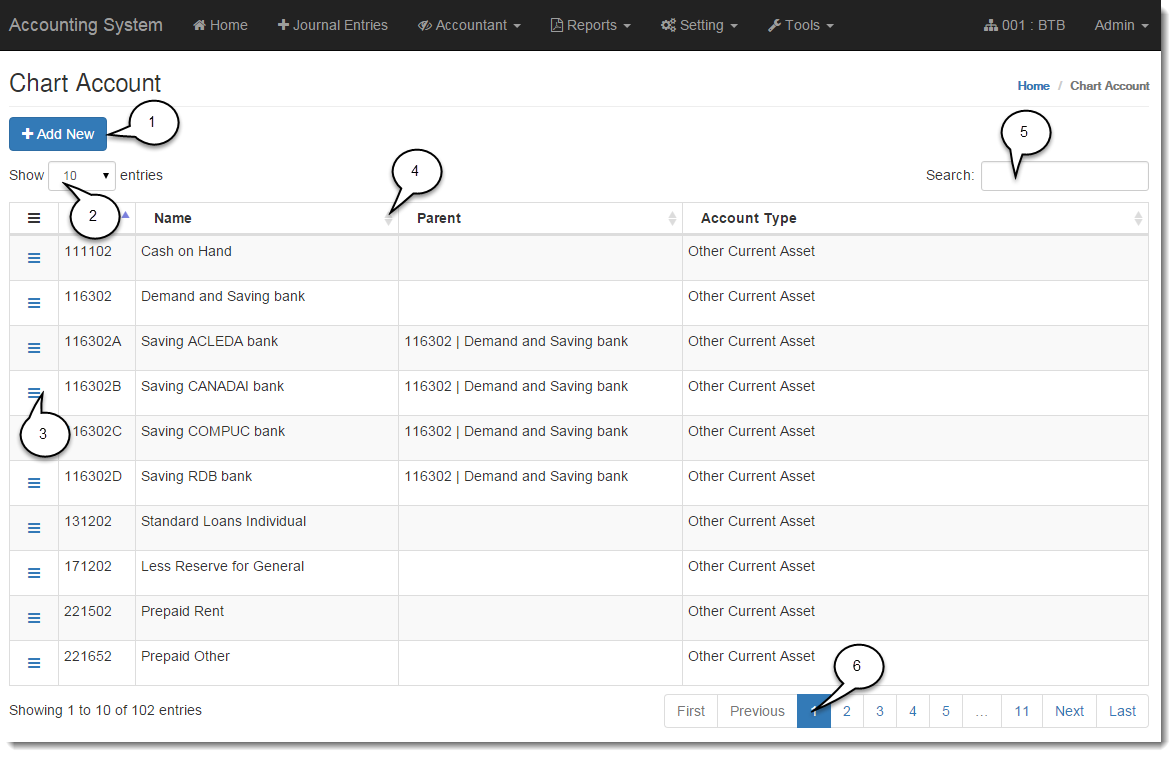 Accounting System Home Journal Entries Accountant Reports Setting Tools 001 : BTB Admin
Chart Account Home / Chart Account
Add New 1
5
Show 10 entries 4 Search:
2 Name Parent Account Type
111102 Cash on Hand Other Current Asset
116302 Demand and Saving bank Other Current Asset
116302A Saving ACLEDA bank 116302 | Demand and Saving bank Other Current Asset
116302B Saving CANADAI bank 116302 | Demand and Saving bank Other Current Asset
3 16302C Saving COMPUC bank 116302 | Demand and Saving bank Other Current Asset
116302D Saving RDB bank 116302 | Demand and Saving bank Other Current Asset
131202 Standard Loans Individual Other Current Asset
171202 Less Reserve for General Other Current Asset
221502 Prepaid Rent Other Current Asset
221652 Prepaid Other Other Current Asset
6
Showing 1 to 10 of 102 entries First Previous 1 2 3 4 5 ... 11 Next Last